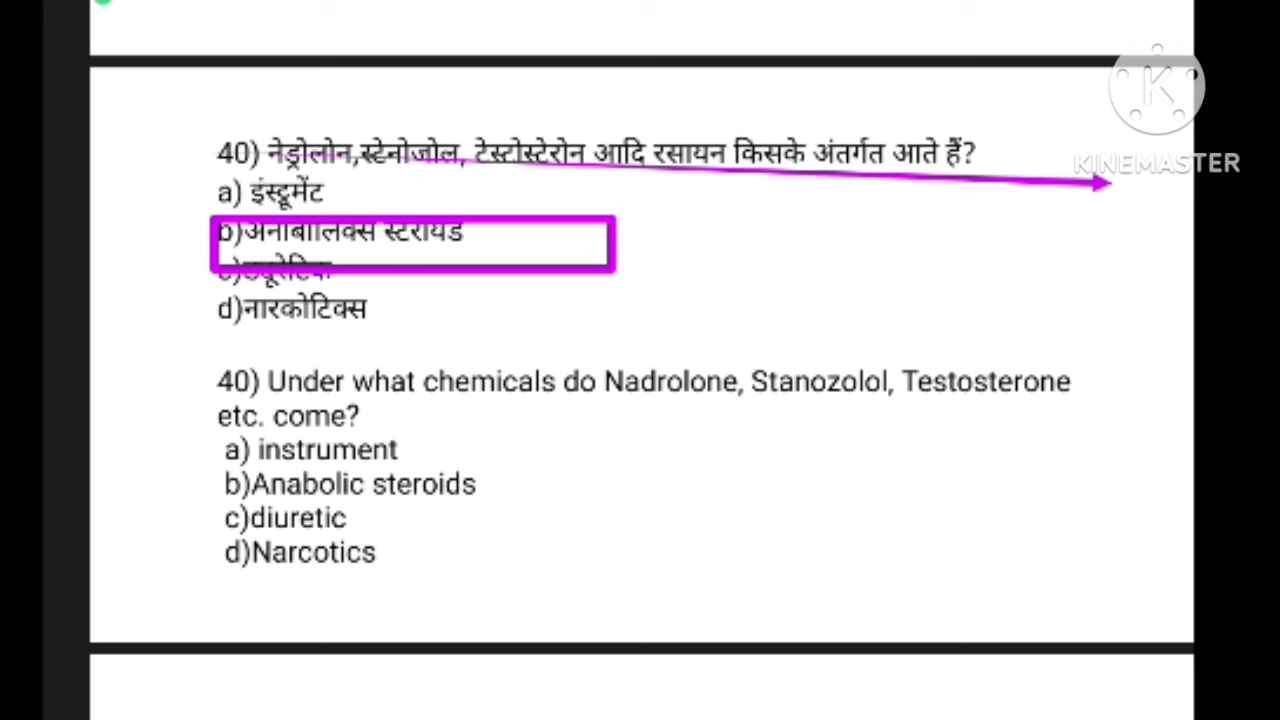 40) नेड्रोलोन,स्टेनोजोल, टेस्टोस्टेरोन आदि रसायन किसके अंतर्गत आते हैं?
KINEMASTER
a) इंस्ट्रूमेंट
b)अनाबोलिक्स स्टेरॉयड
d)नारकोटिक्स
40) Under what chemicals do Nadrolone, Stanozolol, Testosterone
etc. come?
a) instrument
b)Anabolic steroids
c)diuretic
d)Narcotics